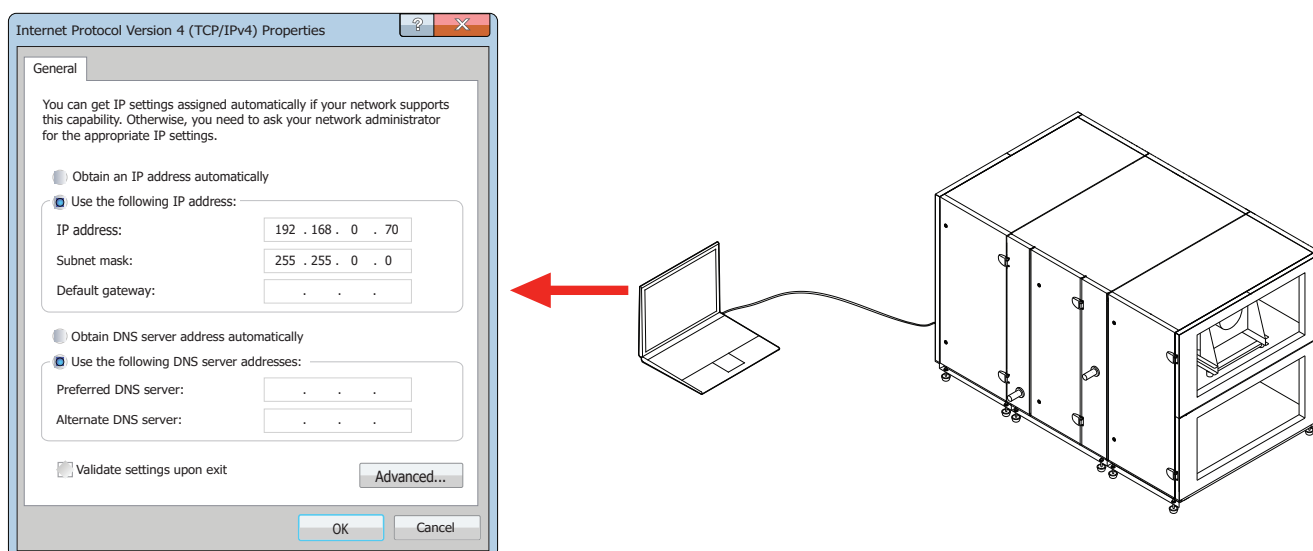 Internet Protocol Version 4 (TCP/IPv4) Properties
?
X
General
You can get IP settings assigned automatically if your network supports
this capability. Otherwise, you need to ask your network administrator
for the appropriate IP settings.
Obtain an IP address automatically
Use the following IP address:
IP address: 192 . 168 . 0 . 70
Subnet mask: 255 . 255 . 0 . 0
Default gateway: . . .
Obtain DNS server address automatically
Use the following DNS server addresses:
Preferred DNS server: . . .
Alternate DNS server: . . .
Validate settings upon exit
Advanced...
OK Cancel